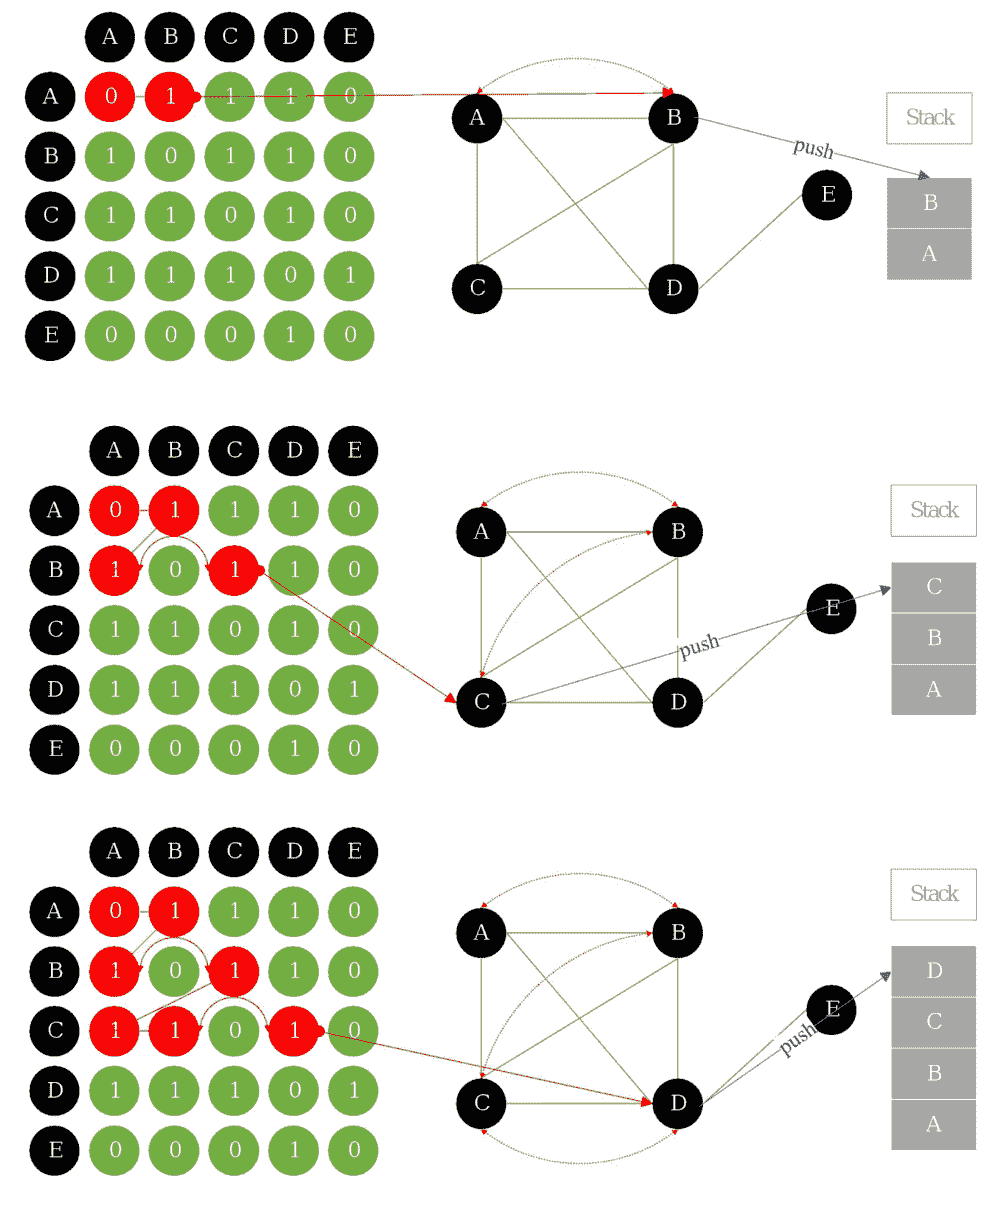 A B C D E
A 0 1 1 1 0
A B Stack
B 1 0 1 1 0
push
E B
C 1 1 0 1 0
A
D 1 1 1 0 1
C D
E 0 0 0 1 0
A B C D E
A 0 1 1 1 0
A B Stack
B 1 0 1 1 0
E C
C 1 1 0 1 0
push B
D 1 1 1 0 1
C D A
E 0 0 0 1 0
A B C D E
A 0 1 1 1 0
A B Stack
B 1 0 1 1 0
D
E C
C 1 1 0 1 0
push
B
D 1 1 1 0 1
C D A
E 0 0 0 1 0